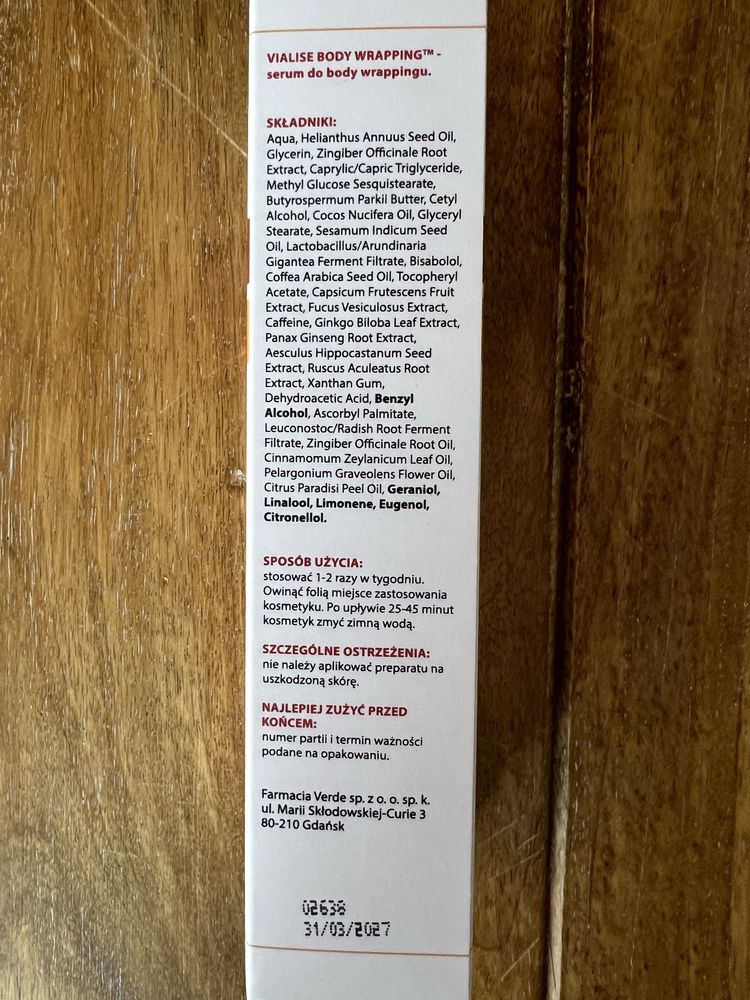 VIALISE BODY WRAPPING™ -
serum do body wrappingu.
SKŁADNIKI:
Aqua, Helianthus Annuus Seed Oil,
Glycerin, Zingiber Officinale Root
Extract, Caprylic/Capric Triglyceride,
Methyl Glucose Sesquistearate,
Butyrospermum Parkii Butter, Cetyl
Alcohol, Cocos Nucifera Oil, Glyceryl
Stearate, Sesamum Indicum Seed
Oil, Lactobacillus/Arundinaria
Gigantea Ferment Filtrate, Bisabolol,
Coffea Arabica Seed Oil, Tocopheryl
Acetate, Capsicum Frutescens Fruit
Extract, Fucus Vesiculosus Extract,
Caffeine, Ginkgo Biloba Leaf Extract,
Panax Ginseng Root Extract,
Aesculus Hippocastanum Seed
Extract, Ruscus Aculeatus Root
Extract, Xanthan Gum,
Dehydroacetic Acid, Benzyl
Alcohol, Ascorbyl Palmitate,
Leuconostoc/Radish Root Ferment
Filtrate, Zingiber Officinale Root Oil,
Cinnamomum Zeylanicum Leaf Oil,
Pelargonium Graveolens Flower Oil,
Citrus Paradisi Peel Oil, Geraniol,
Linalool, Limonene, Eugenol,
Citronellol.
SPOSÓB UŻYCIA:
stosować 1-2 razy w tygodniu.
Owinąć folią miejsce zastosowania
kosmetyku. Po upływie 25-45 minut
kosmetyk zmyć zimną wodą.
SZCZEGÓLNE OSTRZEŻENIA:
nie należy aplikować preparatu na
uszkodzoną skórę.
NAJLEPIEJ ZUŻYĆ PRZED
KOŃCEM:
numer partii i termin ważności
podane na opakowaniu.
Farmacia Verde sp. z o. o. sp. k.
ul. Marii Skłodowskiej-Curie 3
80-210 Gdańsk
02638
31/03/2027